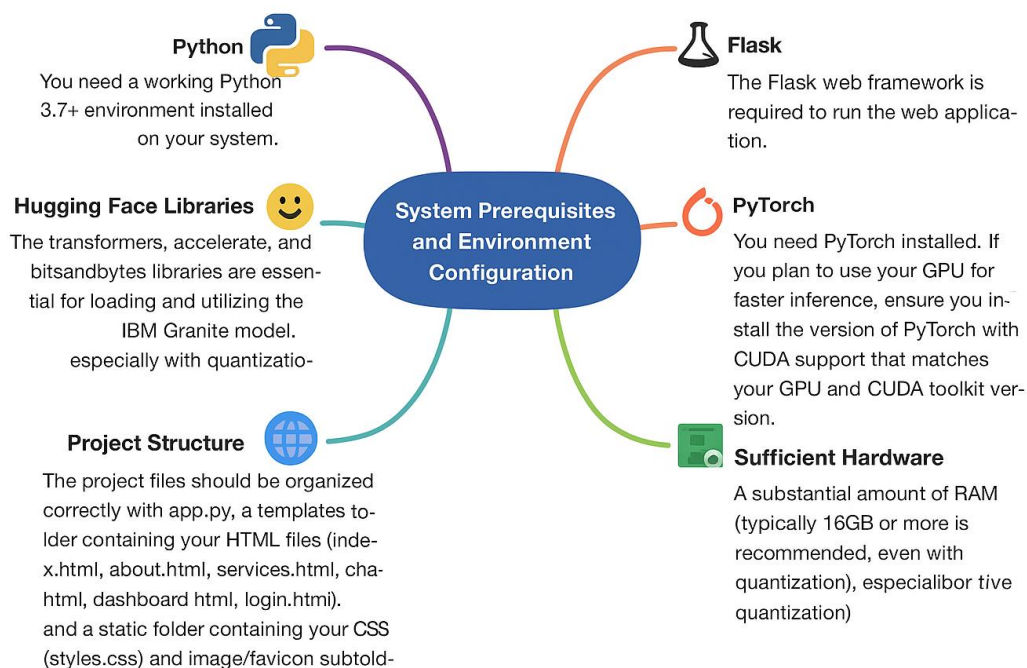 Python
You need a working Python
3.7+ environment installed
on your system.
Hugging Face Libraries
The transformers, accelerate, and
bitsandbytes libraries are essen-
tial for loading and utilizing the
IBM Granite model.
especially with quantizatio-
Project Structure
The project files should be organized
correctly with app.py, a templates to-
lder containing your HTML files (inde-
x.html, about.html, services.html, cha-
html, dashboard html, login.htmi).
and a static folder containing your CSS
(styles.css) and image/favicon subtold-
System Prerequisites
and Environment
Configuration
Flask
The Flask web framework is
required to run the web applica-
tion.
PyTorch
You need PyTorch installed. If
you plan to use your GPU for
faster inference, ensure you in-
stall the version of PyTorch with
CUDA support that matches
your GPU and CUDA toolkit ver-
sion.
Sufficient Hardware
A substantial amount of RAM
(typically 16GB or more is
recommended, even with
quantization), especialibor tive
quantization)